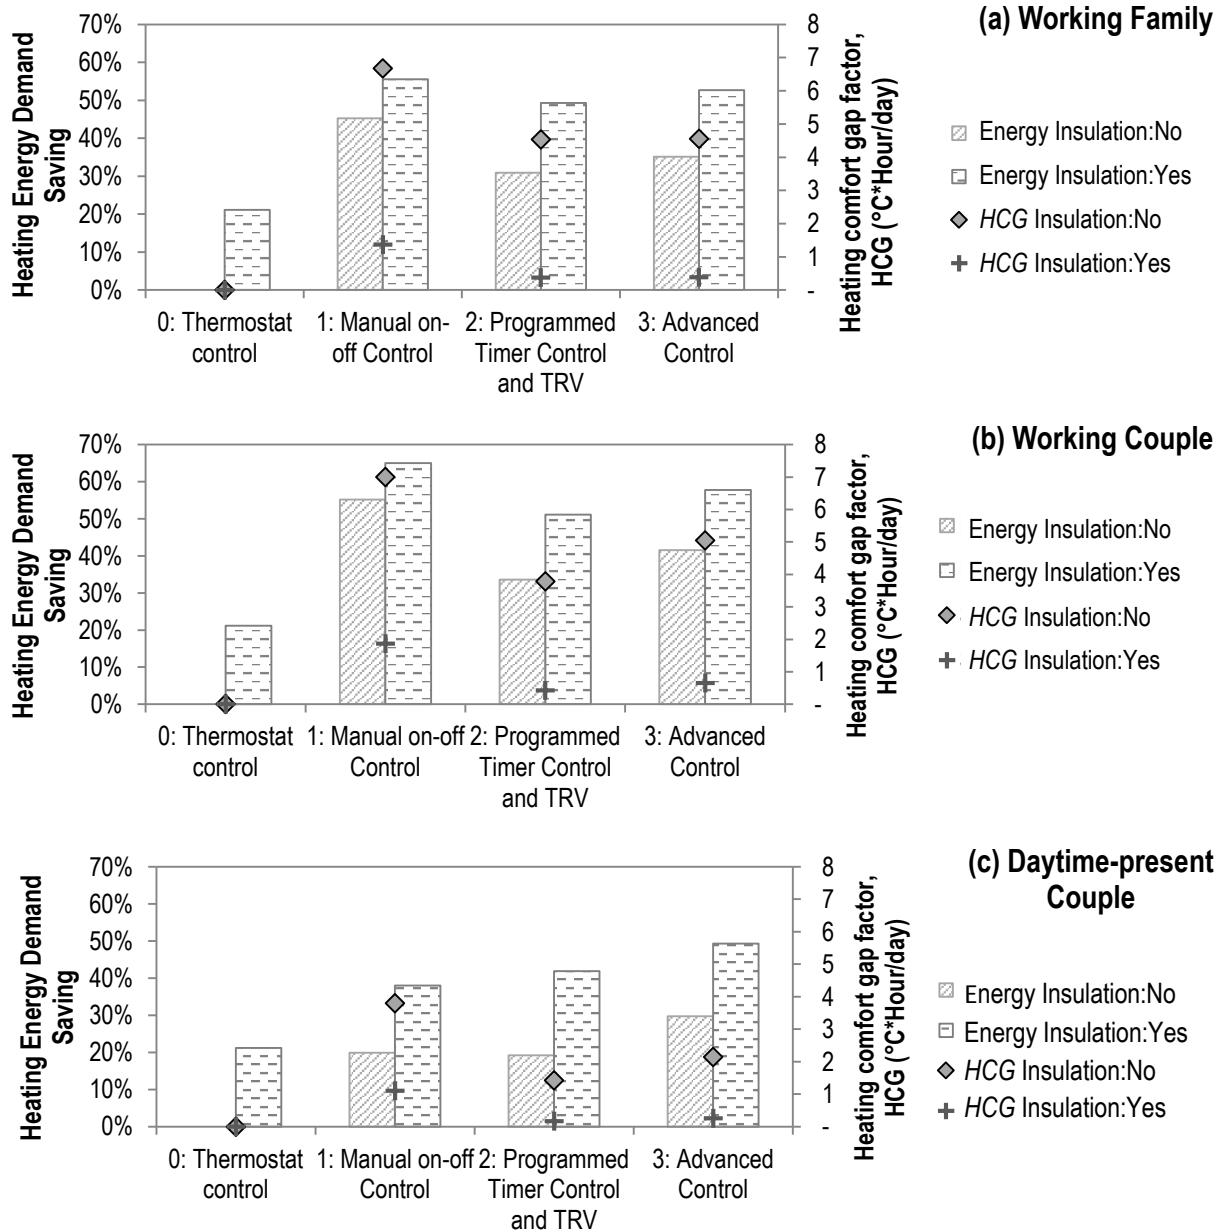 (a) Working Family
Heating Energy Demand
Saving
70%
60%
50%
40%
30%
20%
10%
0%
8
7
6
5
4
3
2
1
-
Heating comfort gap factor,
HCG (°C*Hour/day)
0: Thermostat
control
1: Manual on-
off Control
2: Programmed
Timer Control
and TRV
3: Advanced
Control
Energy Insulation:No
Energy Insulation:Yes
HCG Insulation:No
HCG Insulation:Yes
(b) Working Couple
Heating Energy Demand
Saving
70%
60%
50%
40%
30%
20%
10%
0%
8
7
6
5
4
3
2
1
-
Heating comfort gap factor,
HCG (°C*Hour/day)
0: Thermostat
control
1: Manual on-off
Control
2: Programmed
Timer Control
and TRV
3: Advanced
Control
Energy Insulation:No
Energy Insulation:Yes
HCG Insulation:No
HCG Insulation:Yes
(c) Daytime-present
Couple
Heating Energy Demand
Saving
70%
60%
50%
40%
30%
20%
10%
0%
8
7
6
5
4
3
2
1
-
Heating comfort gap factor,
HCG (°C*Hour/day)
0: Thermostat
control
1: Manual on-off
Control
2: Programmed
Timer Control
and TRV
3: Advanced
Control
Energy Insulation:No
Energy Insulation:Yes
HCG Insulation:No
HCG Insulation:Yes